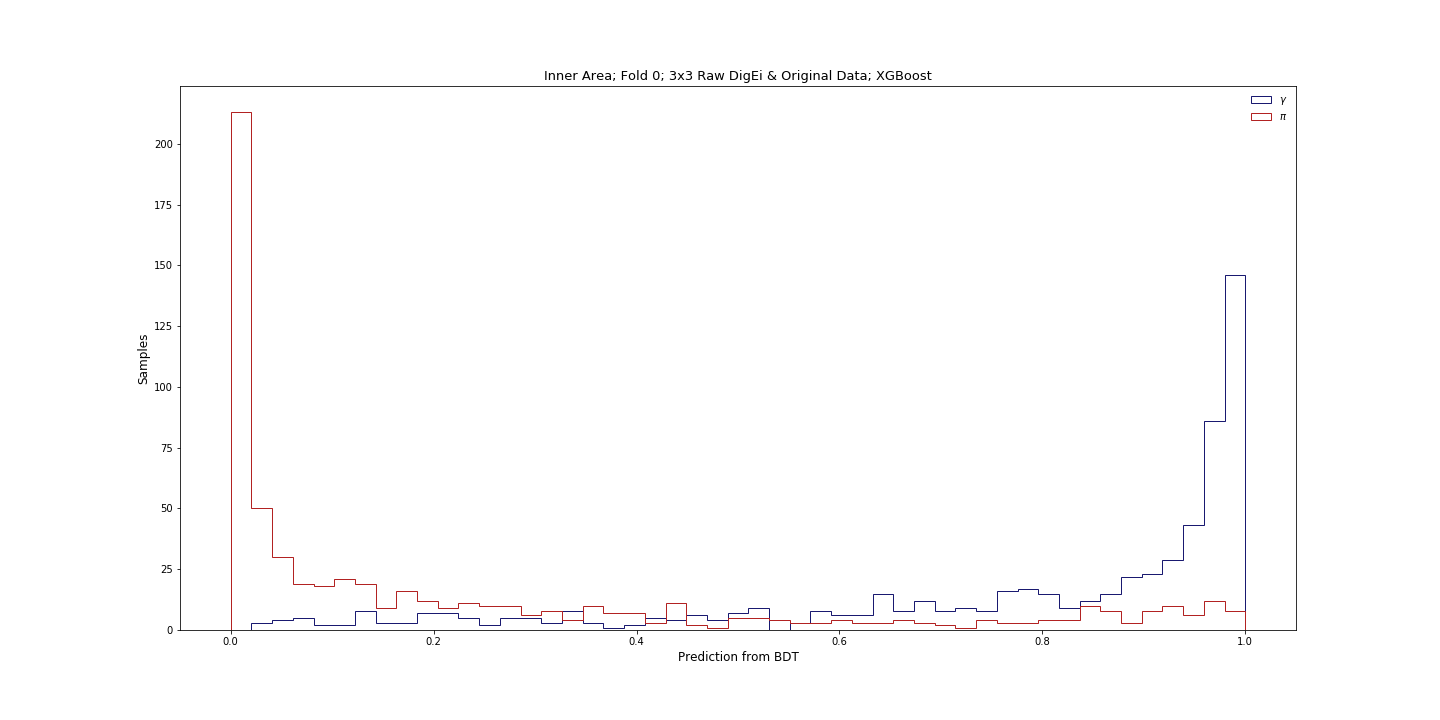 Inner Area; Fold 0; 3x3 Raw DigEi & Original Data; XGBoost
γ
π
200
175
150
125
100
75
50
25
0
Samples
0.0 0.2 0.4 0.6 0.8 1.0
Prediction from BDT